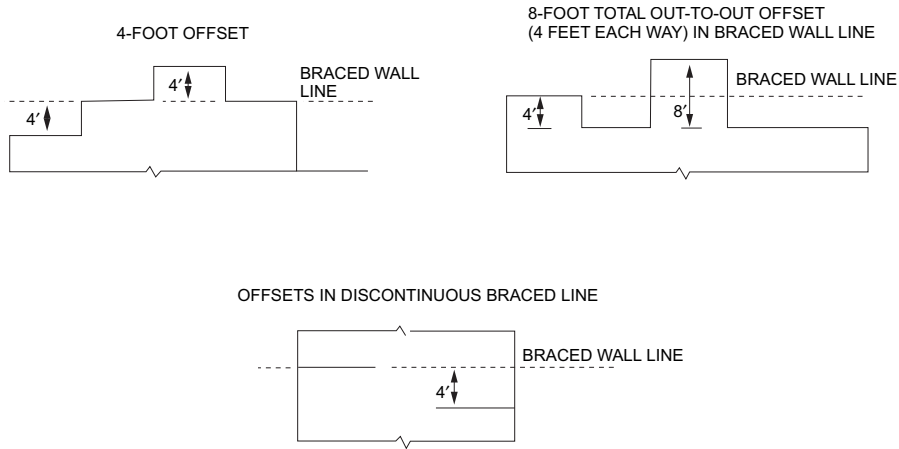 4-FOOT OFFSET
4′
BRACED WALL
LINE
4′
8-FOOT TOTAL OUT-TO-OUT OFFSET
(4 FEET EACH WAY) IN BRACED WALL LINE
BRACED WALL LINE
4′
8′
OFFSETS IN DISCONTINUOUS BRACED LINE
BRACED WALL LINE
4′